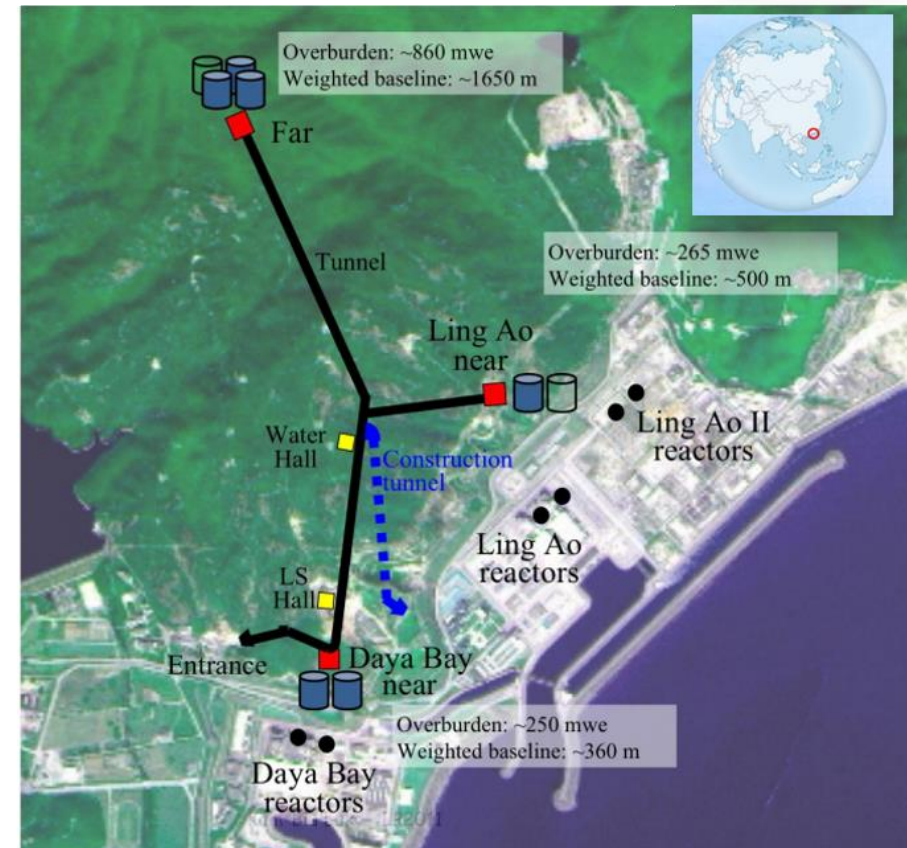 Overburden: ~860 mwe
Weighted baseline: ~1650 m
Far
Tunnel
Overburden: ~265 mwe
Weighted baseline: ~500 m
Ling Ao
near
Water
Hall
Construction
tunnel
Ling Ao II
reactors
Ling Ao
reactors
LS
Hall
Entrance
Daya Bay
near
Overburden: ~250 mwe
Weighted baseline: ~360 m
Daya Bay
reactors